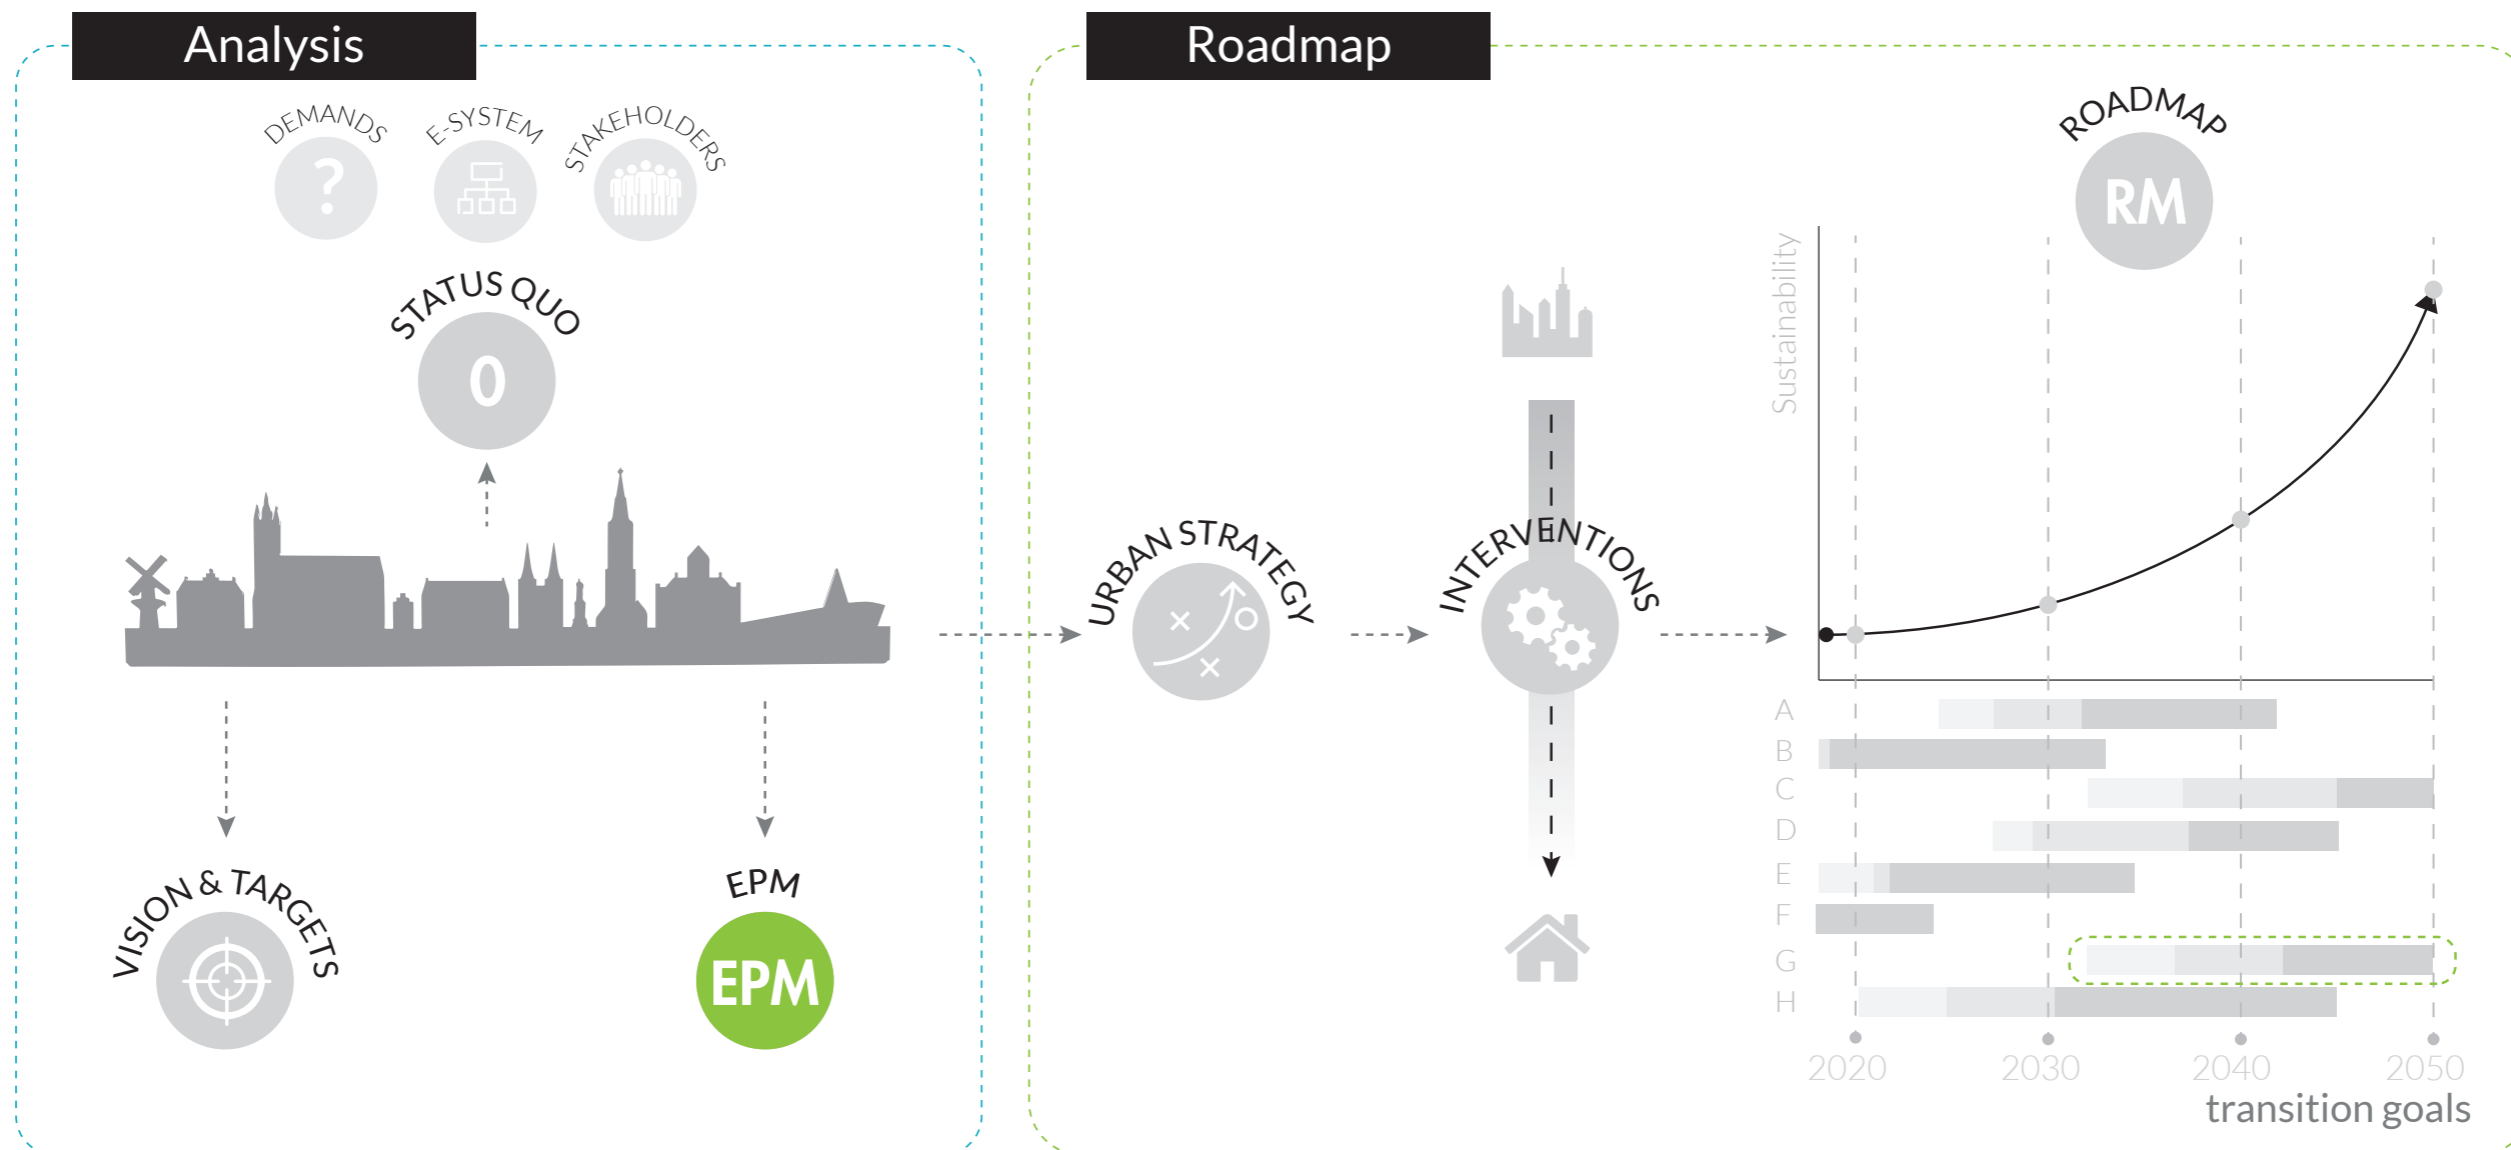 Analysis
DEMANDS
E-SYSTEM
STAKEHOLDERS
?
STATUS QUO
0
VISION & TARGETS
EPM
EPM
Roadmap
URBAN STRATEGY
INTERVENTIONS
ROADMAP
RM
Sustainability
A
B
C
D
E
F
G
H
2020
2030
2040
2050
transition goals